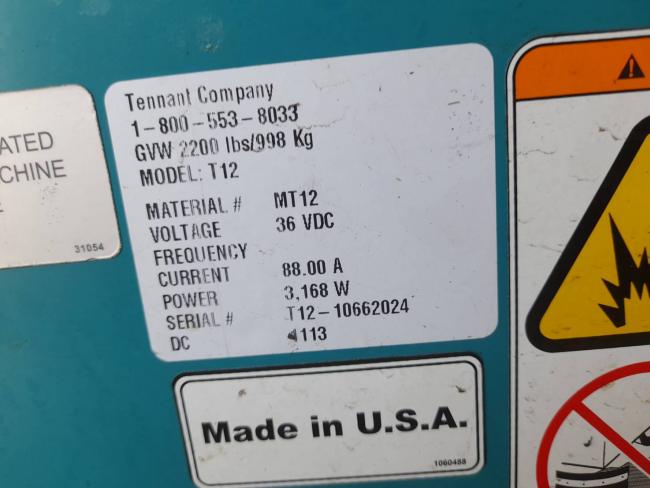 ATED
CHINE
31054
Tennant Company
1-800-553-8033
GVW 2200 lbs/998 Kg
MODEL: T12
MATERIAL # MT12
VOLTAGE 36 VDC
FREQUENCY
CURRENT 88.00 A
POWER 3,168 W
SERIAL # T12-10662024
DC 4113
Made in U.S.A.
1060488